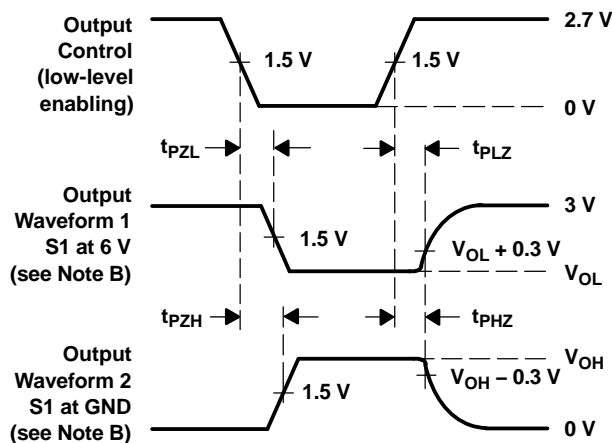 Output
Control
(low-level
enabling)
2.7 V
1.5 V
1.5 V
0 V
tPZL
tPLZ
Output
Waveform 1
S1 at 6 V
(see Note B)
3 V
1.5 V
VOL + 0.3 V
VOL
tPZH
tPHZ
Output
Waveform 2
S1 at GND
(see Note B)
VOH
1.5 V
VOH – 0.3 V
0 V